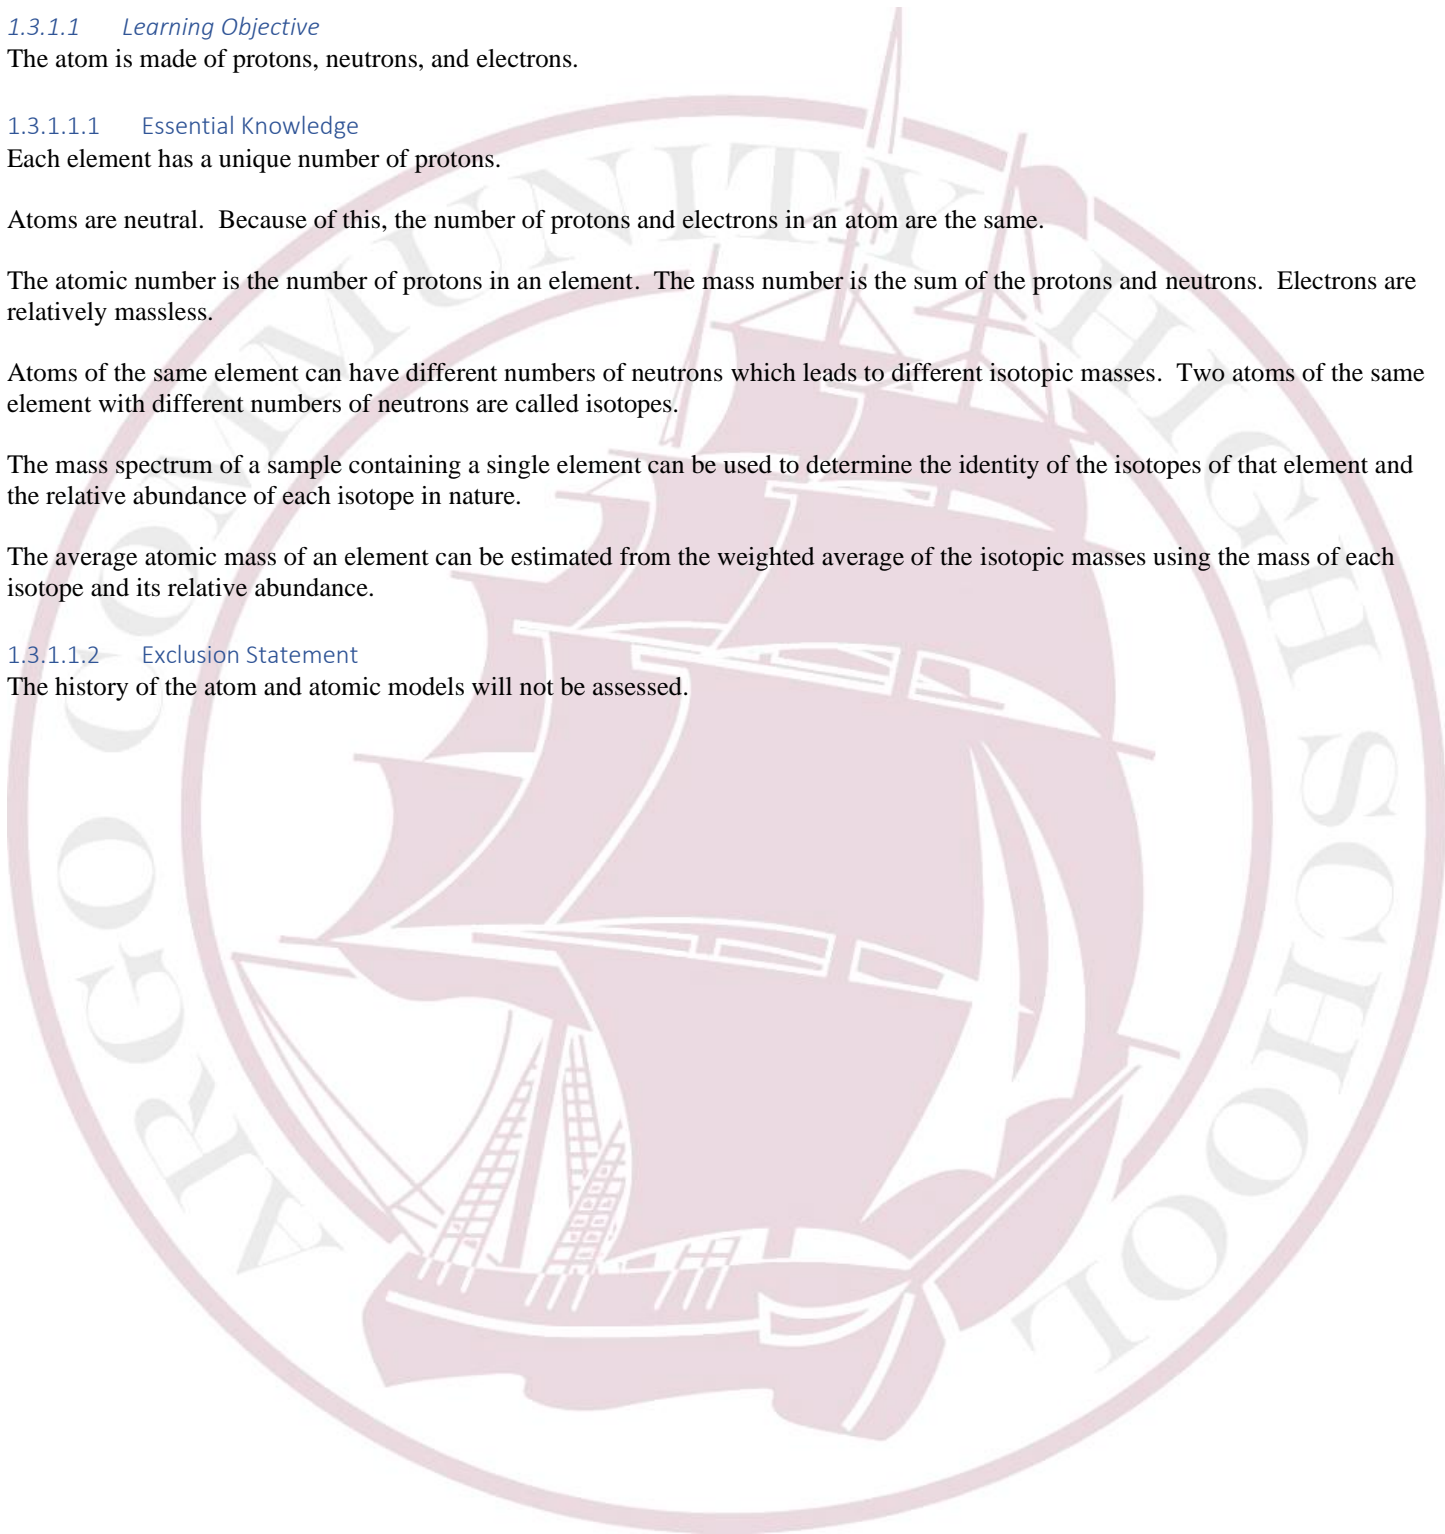 1.3.1.1 Learning Objective
The atom is made of protons, neutrons, and electrons.
1.3.1.1.1 Essential Knowledge
Each element has a unique number of protons.
Atoms are neutral. Because of this, the number of protons and electrons in an atom are the same.
The atomic number is the number of protons in an element. The mass number is the sum of the protons and neutrons. Electrons are
relatively massless.
Atoms of the same element can have different numbers of neutrons which leads to different isotopic masses. Two atoms of the same
element with different numbers of neutrons are called isotopes.
The mass spectrum of a sample containing a single element can be used to determine the identity of the isotopes of that element and
the relative abundance of each isotope in nature.
The average atomic mass of an element can be estimated from the weighted average of the isotopic masses using the mass of each
isotope and its relative abundance.
1.3.1.1.2 Exclusion Statement
The history of the atom and atomic models will not be assessed.
ARGO COMMUNITY HIGH SCHOOL